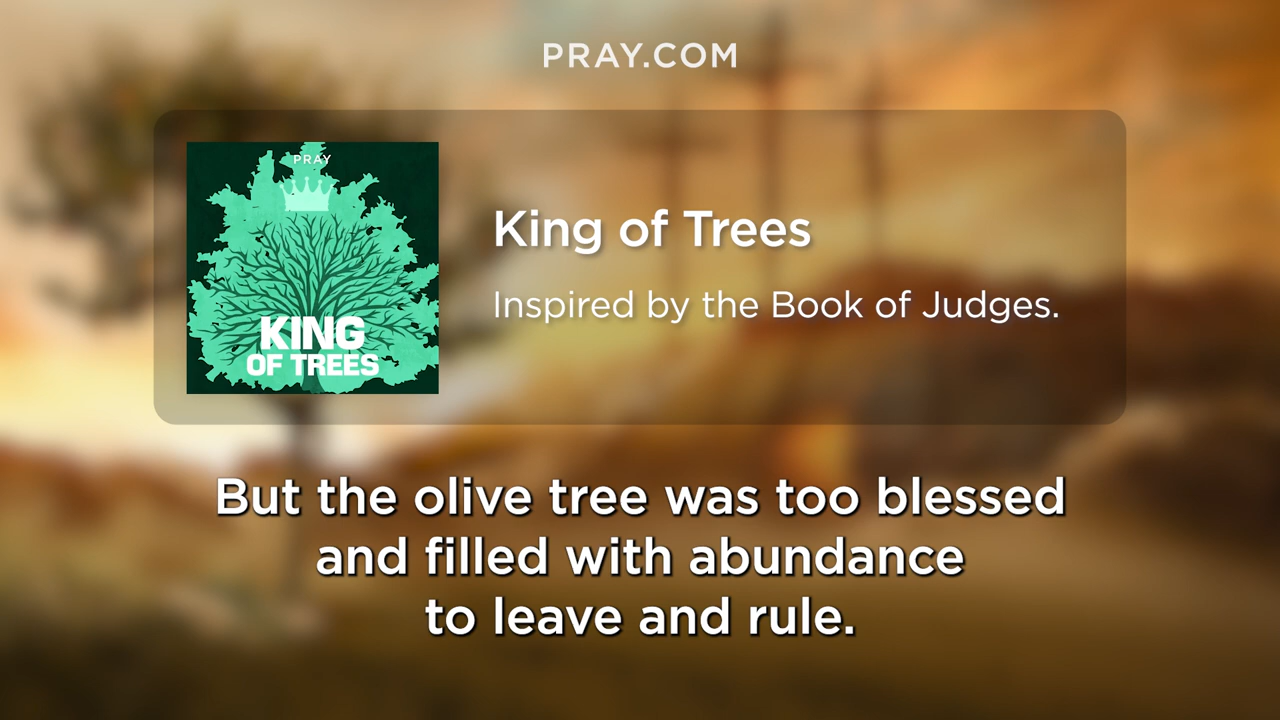 PRAY.COM
PRAY
KING
OF TREES
King of Trees
Inspired by the Book of Judges.
But the olive tree was too blessed
and filled with abundance
to leave and rule.